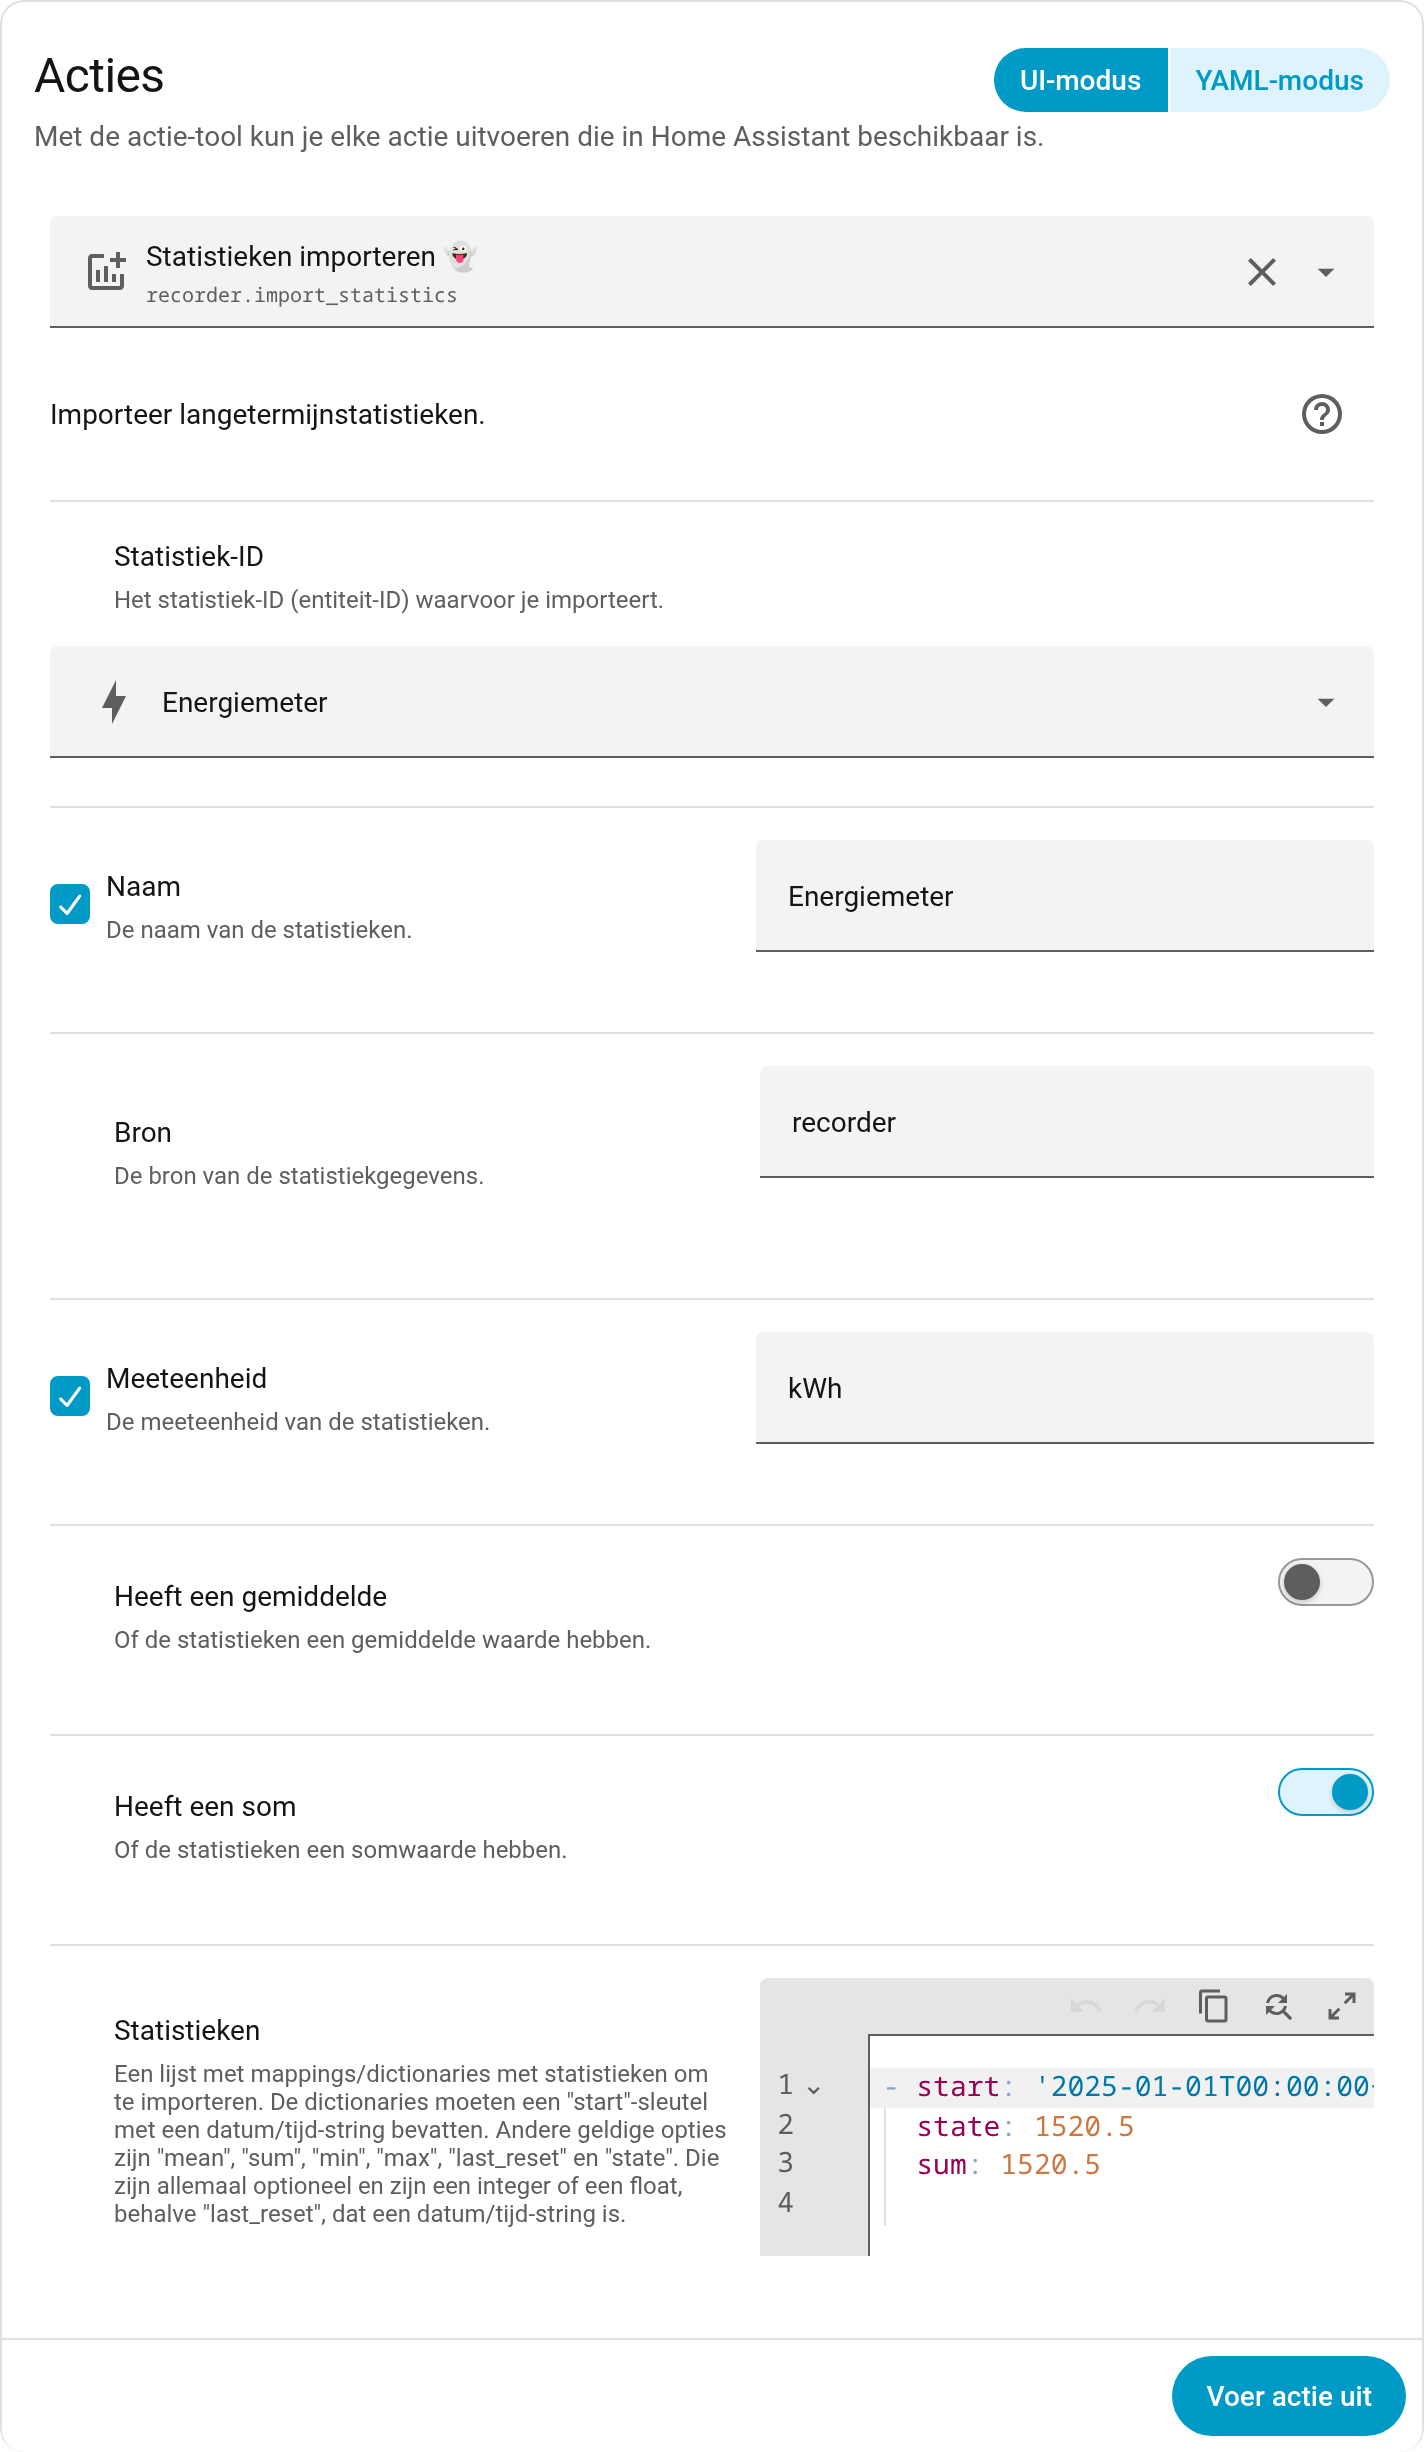 Acties
UI-modus
YAML-modus
Met de actie-tool kun je elke actie uitvoeren die in Home Assistant beschikbaar is.
Statistieken importeren 👻
recorder.import_statistics
Importeer langetermijnstatistieken.
Statistiek-ID
Het statistiek-ID (entiteit-ID) waarvoor je importeert.
Energiemeter
Naam
De naam van de statistieken.
Energiemeter
Bron
De bron van de statistiekgegevens.
recorder
Meeteenheid
De meeteenheid van de statistieken.
kWh
Heeft een gemiddelde
Of de statistieken een gemiddelde waarde hebben.
Heeft een som
Of de statistieken een somwaarde hebben.
Statistieken
Een lijst met mappings/dictionaries met statistieken om
te importeren. De dictionaries moeten een "start"-sleutel
met een datum/tijd-string bevatten. Andere geldige opties
zijn "mean", "sum", "min", "max", "last_reset" en "state". Die
zijn allemaal optioneel en zijn een integer of een float,
behalve "last_reset", dat een datum/tijd-string is.
1 - start: '2025-01-01T00:00:00
2 state: 1520.5
3 sum: 1520.5
4
Voer actie uit